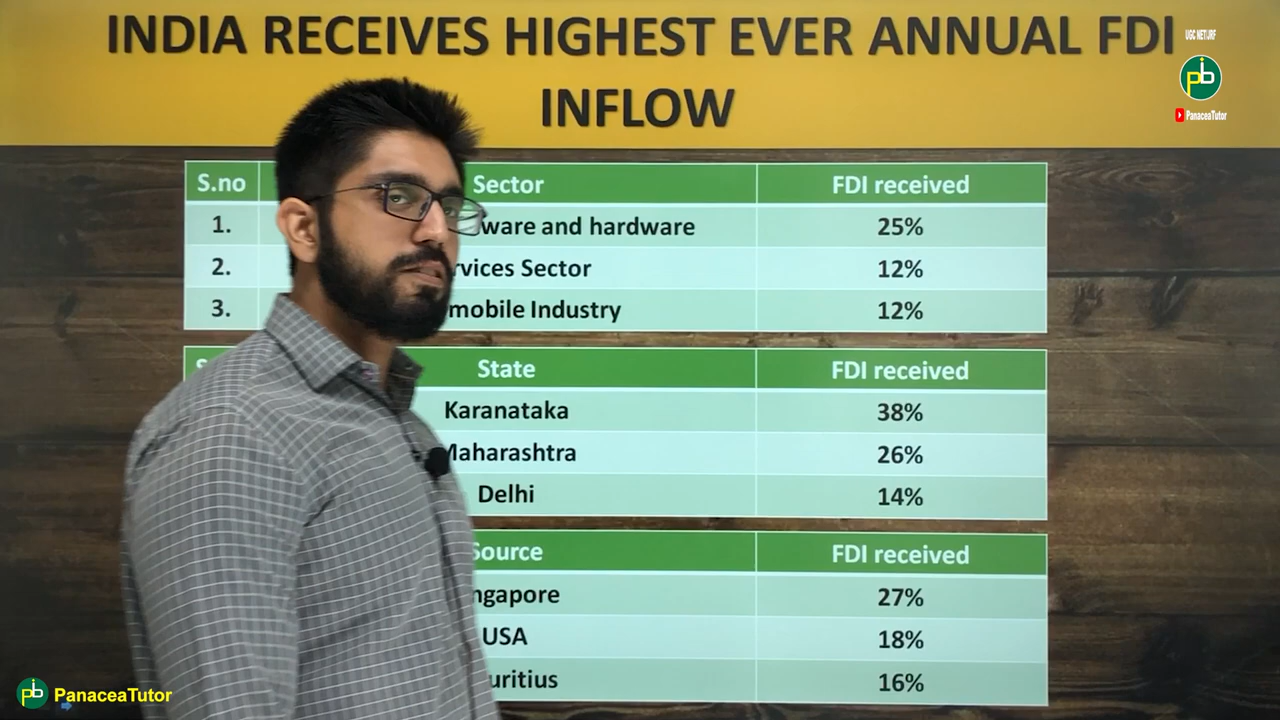 INDIA RECEIVES HIGHEST EVER ANNUAL FDI
INFLOW
UGC NET/JRF
pib
PanaceaTutor
S.no Sector FDI received
1. ware and hardware 25%
2. rvices Sector 12%
3. mobile Industry 12%
State FDI received
Karanataka 38%
Maharashtra 26%
Delhi 14%
Source FDI received
ngapore 27%
USA 18%
uritius 16%
pib PanaceaTutor